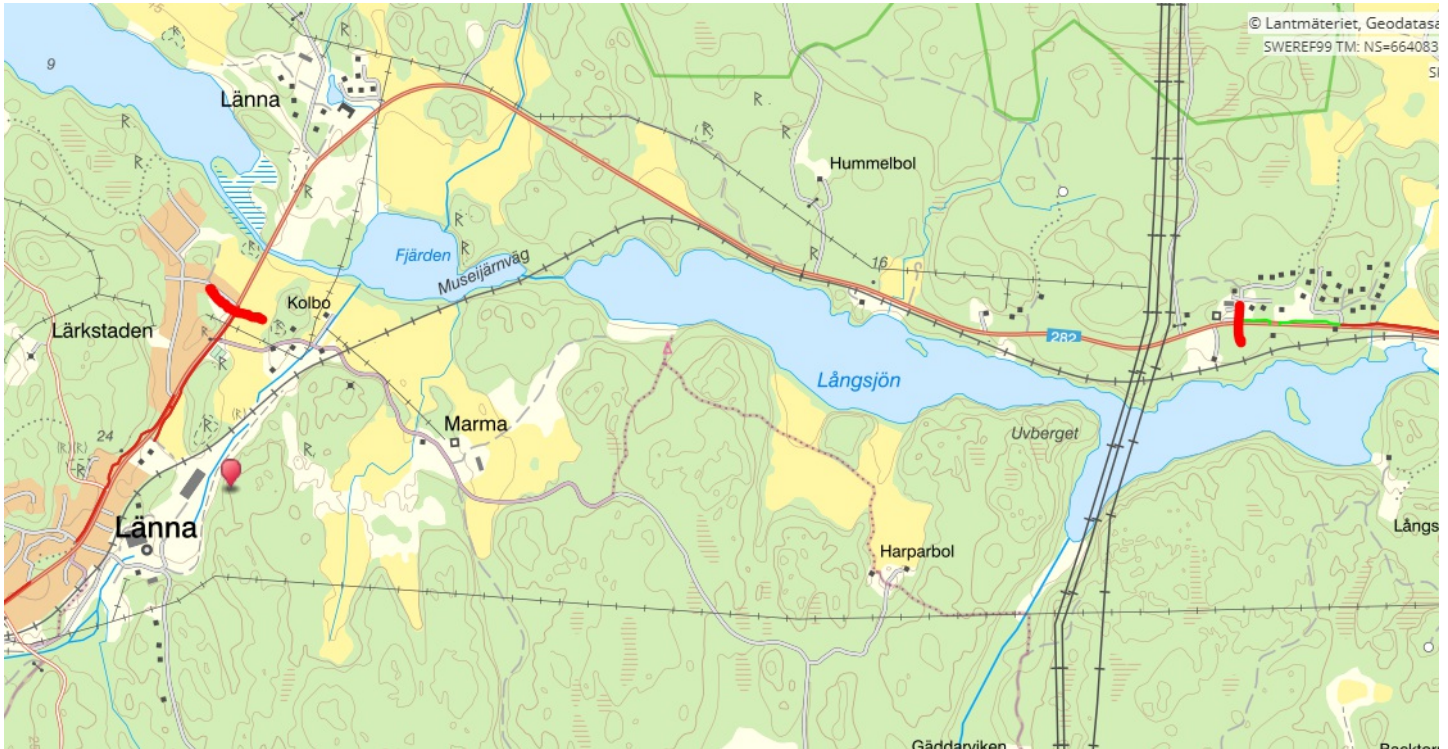 © Lantmäteriet, Geodatasa
SWEREF99 TM: NS=664083
9
Länna
R
R
R
R
R
R
R
Hummelbol
R
R
Fjärden
Museijärnväg
R
16
Kolbo
Lärkstaden
282
Långsjön
R
R
Marma
Uvberget
24
(R)
R
(R)(R)
R
R
Länna
Långs
Harparbol
Gäddarviken